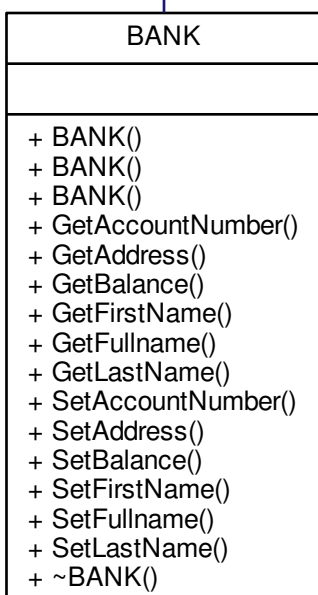 BANK
+ BANK()
+ BANK()
+ BANK()
+ GetAccountNumber()
+ GetAddress()
+ GetBalance()
+ GetFirstName()
+ GetFullname()
+ GetLastName()
+ SetAccountNumber()
+ SetAddress()
+ SetBalance()
+ SetFirstName()
+ SetFullname()
+ SetLastName()
+ ~BANK()